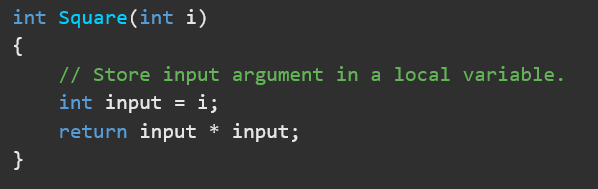 int Square(int i)
{
    // Store input argument in a local variable.
    int input = i;
    return input * input;
}